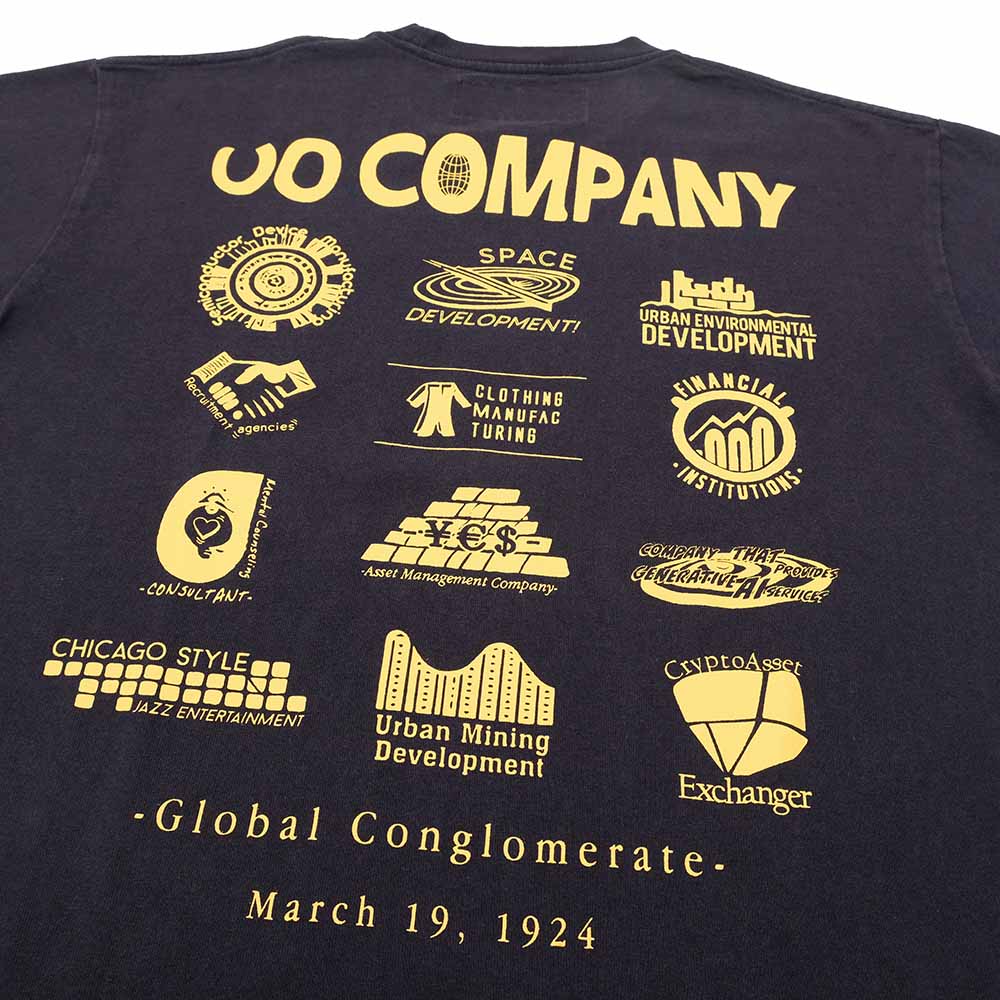 OO COMPANY
Semiconductor Device Manufacturing
SPACE
DEVELOPMENT!
URBAN ENVIRONMENTAL
DEVELOPMENT
Recruitment agencies
CLOTHING
MANUFAC
TURING
FINANCIAL
·INSTITUTIONS·
Mental Counseling
-CONSULTANT-
-¥€$-
-Asset Management Company-
COMPANY THAT PROVIDES
GENERATIVE AI SERVICES
CHICAGO STYLE
JAZZ ENTERTAINMENT
Urban Mining
Development
CryptoAsset
Exchanger
-Global Conglomerate-
March 19, 1924